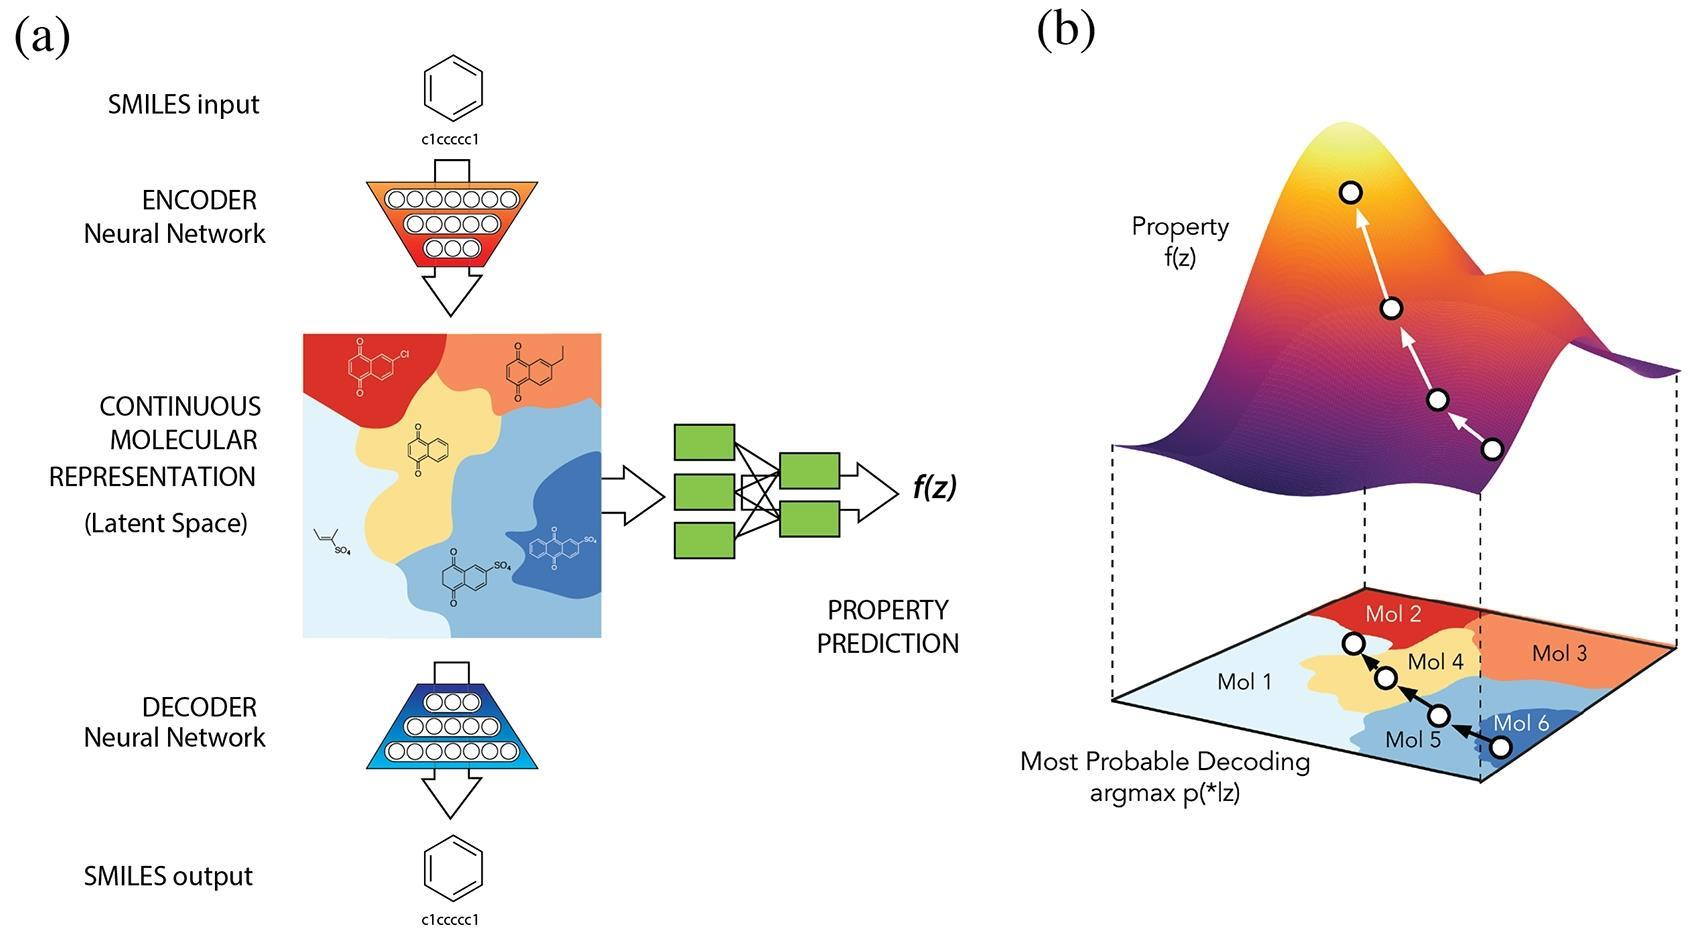 (a)
SMILES input
c1ccccc1
ENCODER
Neural Network
CONTINUOUS
MOLECULAR
REPRESENTATION
(Latent Space)
O
O
Cl
O
O
O
O
SO₄
O
O
SO₄
O
O
SO₄
f(z)
PROPERTY
PREDICTION
DECODER
Neural Network
SMILES output
c1ccccc1
(b)
Property
f(z)
Mol 1
Mol 2
Mol 3
Mol 4
Mol 5
Mol 6
Most Probable Decoding
argmax p(*|z)